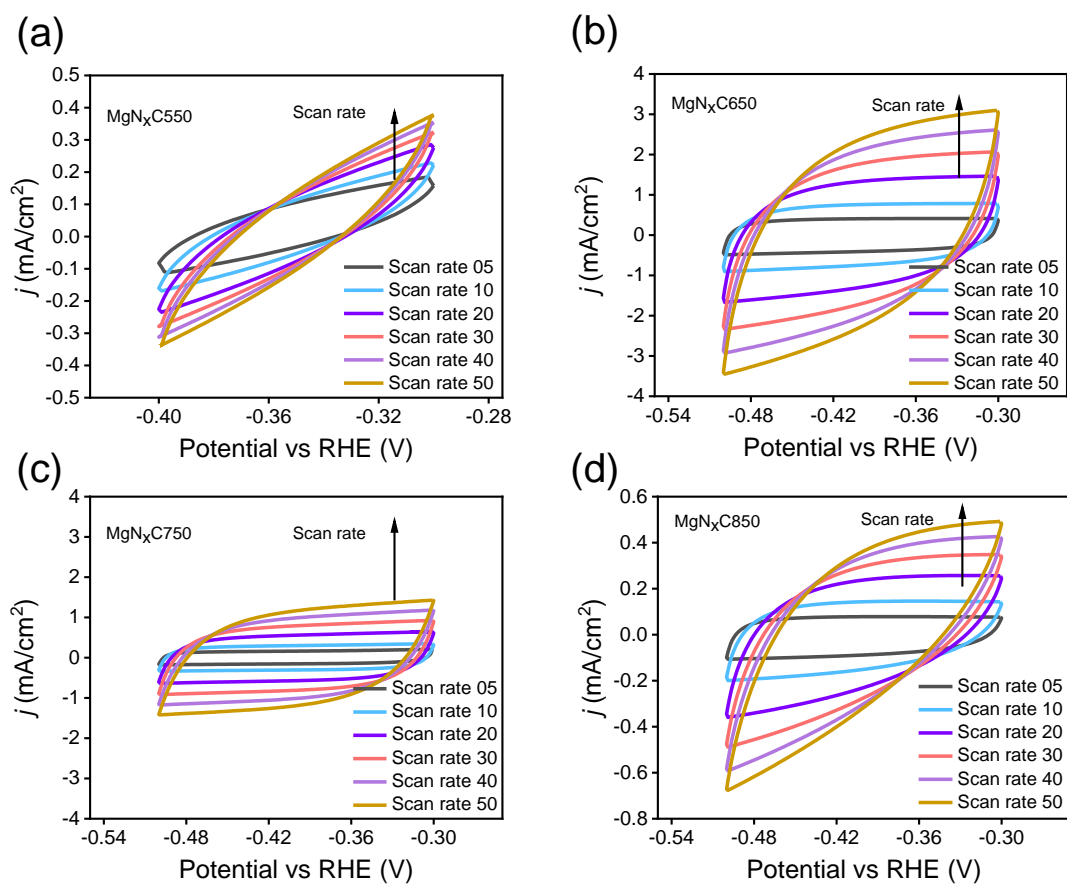 (a)
MgNxC550
Scan rate
0.5
0.4
0.3
0.2
0.1
0.0
-0.1
-0.2
-0.3
-0.4
-0.5
j (mA/cm2)
Scan rate 05
Scan rate 10
Scan rate 20
Scan rate 30
Scan rate 40
Scan rate 50
-0.40
-0.36
-0.32
-0.28
Potential vs RHE (V)
(b)
MgNxC650
Scan rate
4
3
2
1
0
-1
-2
-3
-4
j (mA/cm2)
Scan rate 05
Scan rate 10
Scan rate 20
Scan rate 30
Scan rate 40
Scan rate 50
-0.54
-0.48
-0.42
-0.36
-0.30
Potential vs RHE (V)
(c)
MgNxC750
Scan rate
4
3
2
1
0
-1
-2
-3
-4
j (mA/cm2)
Scan rate 05
Scan rate 10
Scan rate 20
Scan rate 30
Scan rate 40
Scan rate 50
-0.54
-0.48
-0.42
-0.36
-0.30
Potential vs RHE (V)
(d)
MgNxC850
Scan rate
0.6
0.4
0.2
0.0
-0.2
-0.4
-0.6
-0.8
j (mA/cm2)
Scan rate 05
Scan rate 10
Scan rate 20
Scan rate 30
Scan rate 40
Scan rate 50
-0.54
-0.48
-0.42
-0.36
-0.30
Potential vs RHE (V)